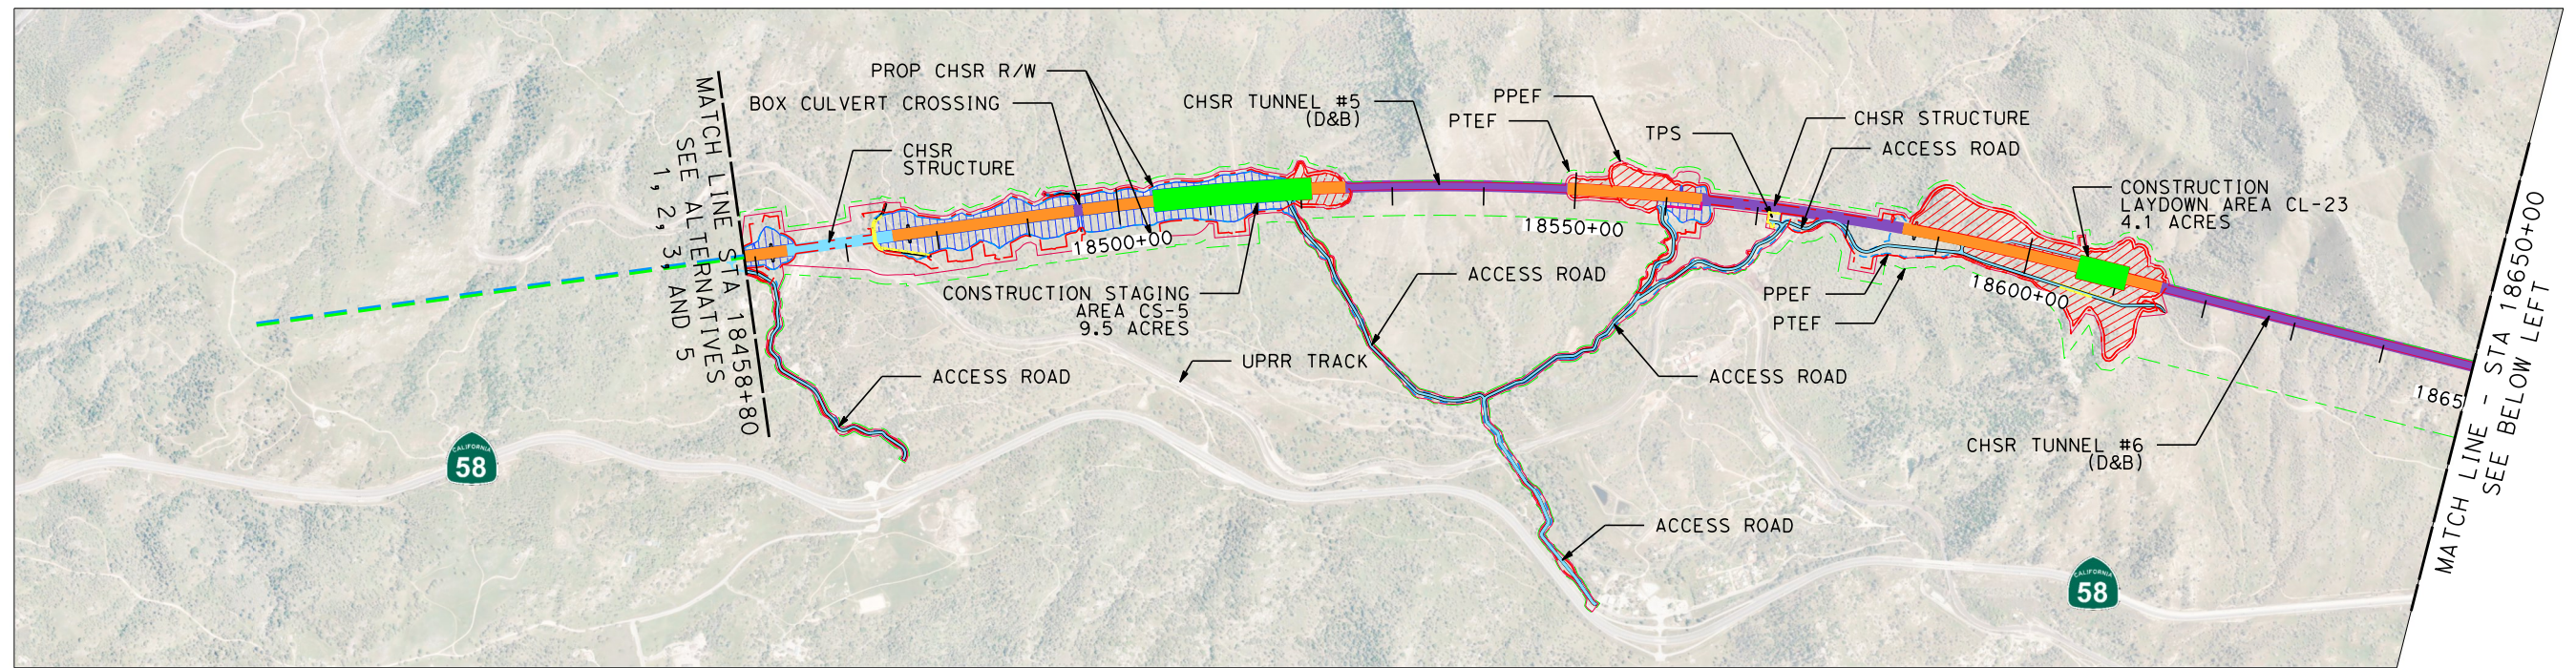 PROP CHSR R/W
BOX CULVERT CROSSING
CHSR
STRUCTURE
MATCH LINE STA 18458+80
SEE ALTERNATIVES
1, 2, 3, AND 5
CHSR TUNNEL #5
(D&B)
PPEF
PTEF
TPS
CHSR STRUCTURE
ACCESS ROAD
CONSTRUCTION
LAYDOWN AREA CL-23
4.1 ACRES
18500+00
18550+00
18600+00
1865
CONSTRUCTION STAGING
AREA CS-5
9.5 ACRES
ACCESS ROAD
PPEF
PTEF
UPRR TRACK
ACCESS ROAD
ACCESS ROAD
ACCESS ROAD
CHSR TUNNEL #6
(D&B)
MATCH LINE - STA 18650+00
SEE BELOW LEFT
CALIFORNIA
58
CALIFORNIA
58